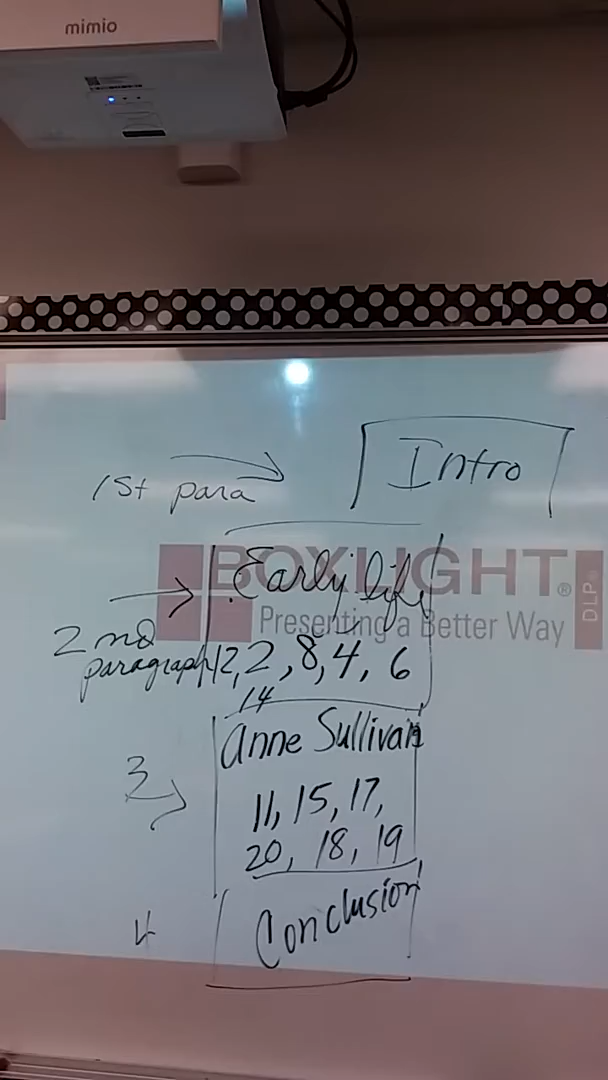 mimio
1st para
Intro
BOXLIGHT®
Early life
Presenting a Better Way
DLP
2nd
paragraph
12, 2, 8, 4, 6
14
Anne Sullivan
3
11, 15, 17,
20, 18, 19
4
Conclusion